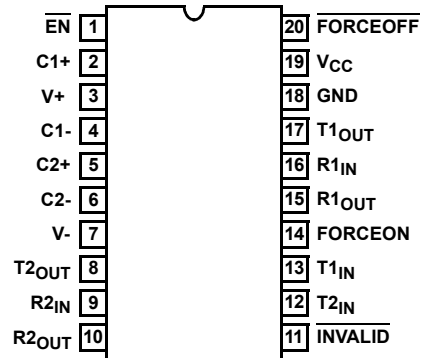 EN 1 20 FORCEOFF
C1+ 2 19 VCC
V+ 3 18 GND
C1- 4 17 T1OUT
C2+ 5 16 R1IN
C2- 6 15 R1OUT
V- 7 14 FORCEON
T2OUT 8 13 T1IN
R2IN 9 12 T2IN
R2OUT 10 11 INVALID